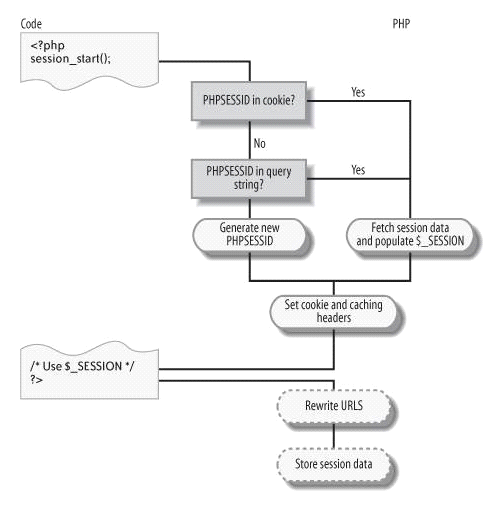 Code
PHP
<?php
session_start();
PHPSESSID in cookie?
Yes
No
PHPSESSID in query
string?
Yes
Generate new
PHPSESSID
Fetch session data
and populate $_SESSION
Set cookie and caching
headers
/* Use $_SESSION */
?>
Rewrite URLS
Store session data